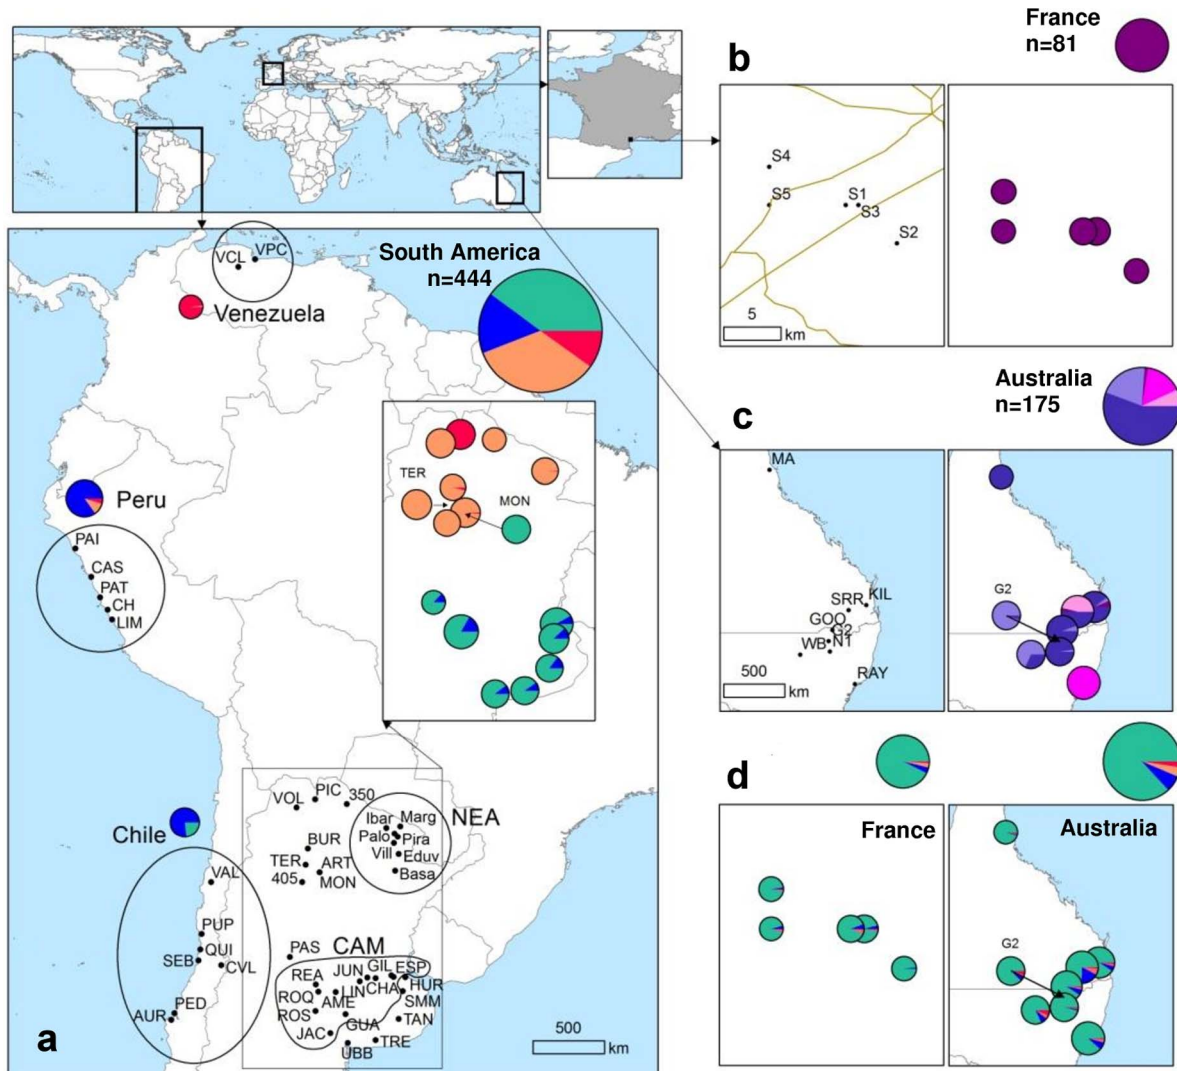 France
n=81
b
S4
S5
S1
S3
S2
5
km
VPC
VCL
South America
n=444
Venezuela
Australia
n=175
c
MA
TER
MON
Peru
PAI
CAS
PAT
CH
LIM
KIL
SRR
GOO
G2
N1
WB
RAY
G2
500
km
d
France
Australia
G2
VOL
PIC
350
NEA
Ibar
Marg
Palo
Pira
Vill
Eduv
Basa
BUR
TER
ART
405
MON
Chile
VAL
PUP
QUI
SEB
CVL
PED
AUR
PAS
CAM
REA
JUN
GIL
ESP
HUR
ROQ
AME
LIN
CHA
SMM
ROS
GUA
TAN
JAC
UBB
TRE
500
km
a